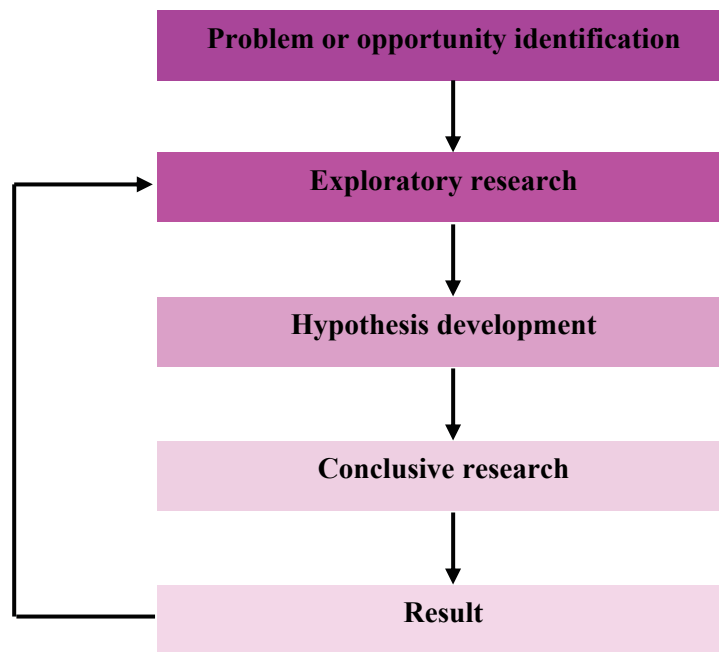 Problem or opportunity identification
Exploratory research
Hypothesis development
Conclusive research
Result